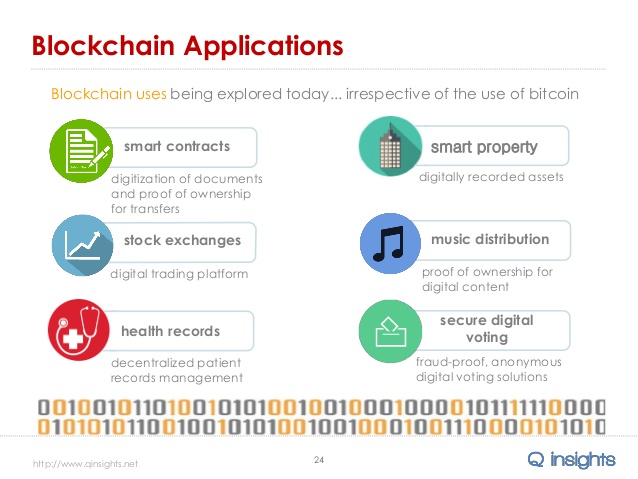 Blockchain Applications
Blockchain uses being explored today... irrespective of the use of bitcoin
smart contracts
digitization of documents
and proof of ownership
for transfers
smart property
digitally recorded assets
stock exchanges
digital trading platform
music distribution
proof of ownership for
digital content
health records
decentralized patient
records management
secure digital
voting
fraud-proof, anonymous
digital voting solutions
http://www.qinsights.net
24
Q insights